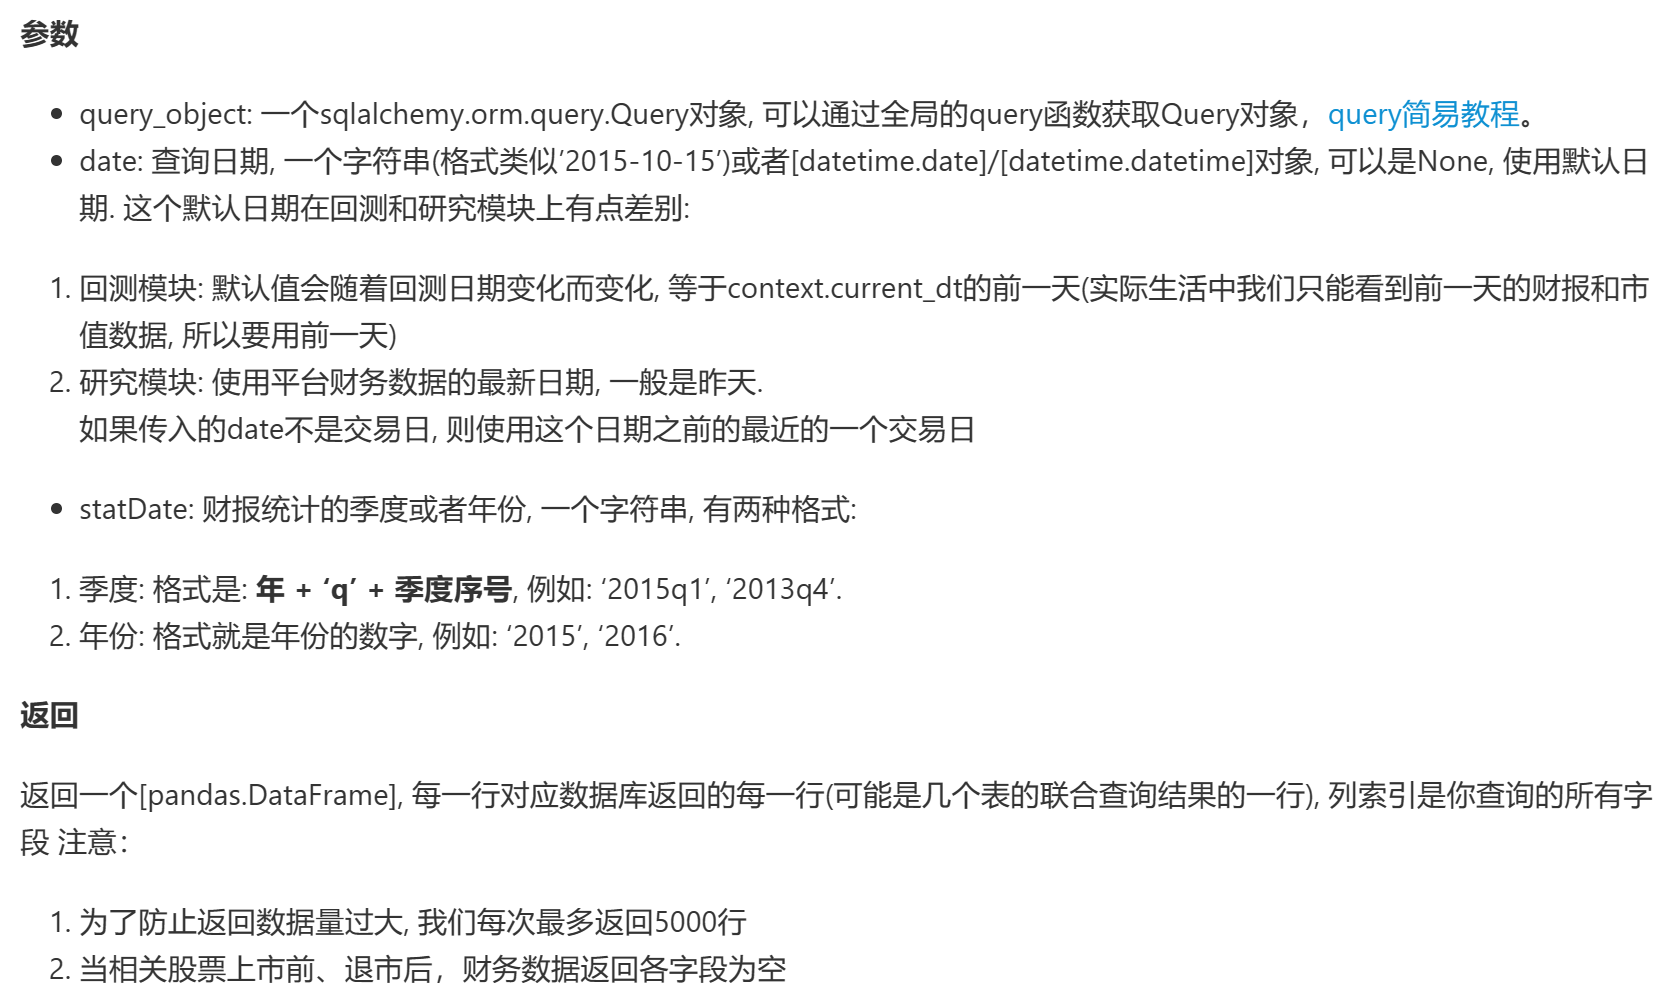 参数
• query_object: 一个sqlalchemy.orm.query.Query对象, 可以通过全局的query函数获取Query对象，query简易教程。
• date: 查询日期, 一个字符串(格式类似’2015-10-15’)或者[datetime.date]/[datetime.datetime]对象, 可以是None, 使用默认日
期. 这个默认日期在回测和研究模块上有点差别:
1. 回测模块: 默认值会随着回测日期变化而变化, 等于context.current_dt的前一天(实际生活中我们只能看到前一天的财报和市
值数据, 所以要用前一天)
2. 研究模块: 使用平台财务数据的最新日期, 一般是昨天.
如果传入的date不是交易日, 则使用这个日期之前的最近的一个交易日
• statDate: 财报统计的季度或者年份, 一个字符串, 有两种格式:
1. 季度: 格式是: 年 + ‘q’ + 季度序号, 例如: ‘2015q1’, ‘2013q4’.
2. 年份: 格式就是年份的数字, 例如: ‘2015’, ‘2016’.
返回
返回一个[pandas.DataFrame], 每一行对应数据库返回的每一行(可能是几个表的联合查询结果的一行), 列索引是你查询的所有字
段 注意：
1. 为了防止返回数据量过大, 我们每次最多返回5000行
2. 当相关股票上市前、退市后，财务数据返回各字段为空